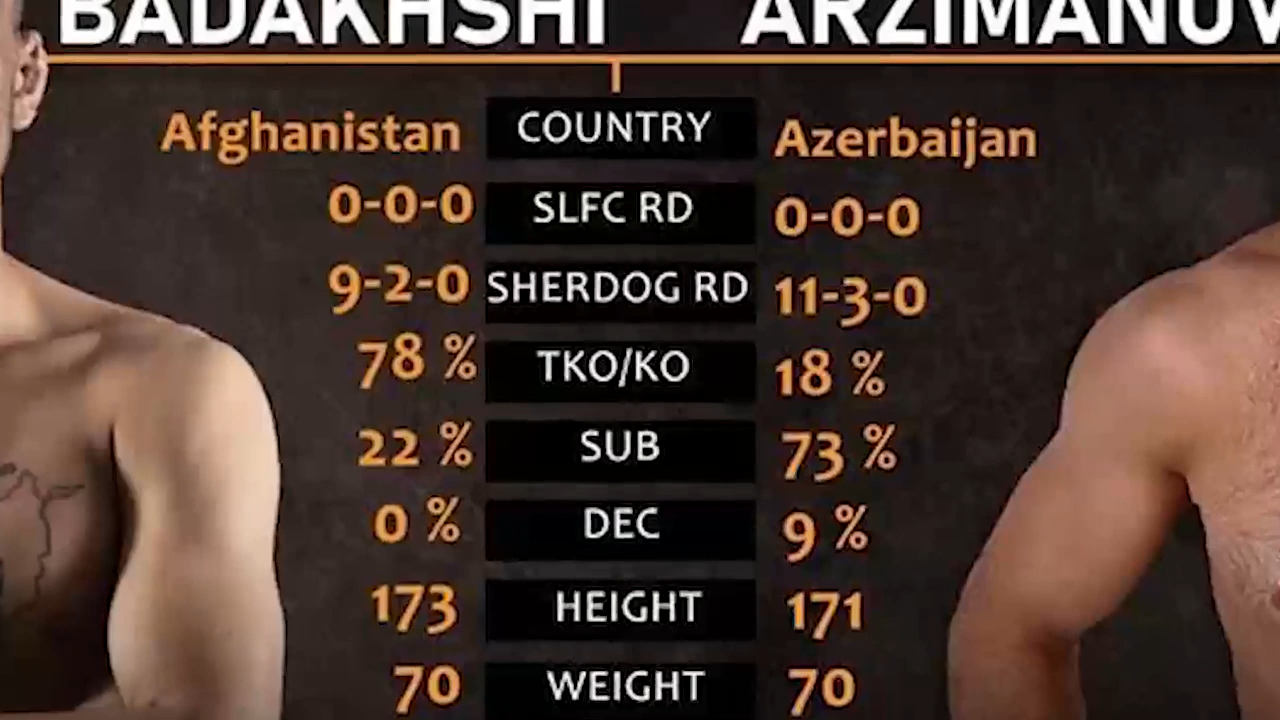 BADAKHSHI ARZIMANOV
Afghanistan COUNTRY Azerbaijan
0-0-0 SLFC RD 0-0-0
9-2-0 SHERDOG RD 11-3-0
78 % TKO/KO 18 %
22 % SUB 73 %
0 % DEC 9 %
173 HEIGHT 171
70 WEIGHT 70